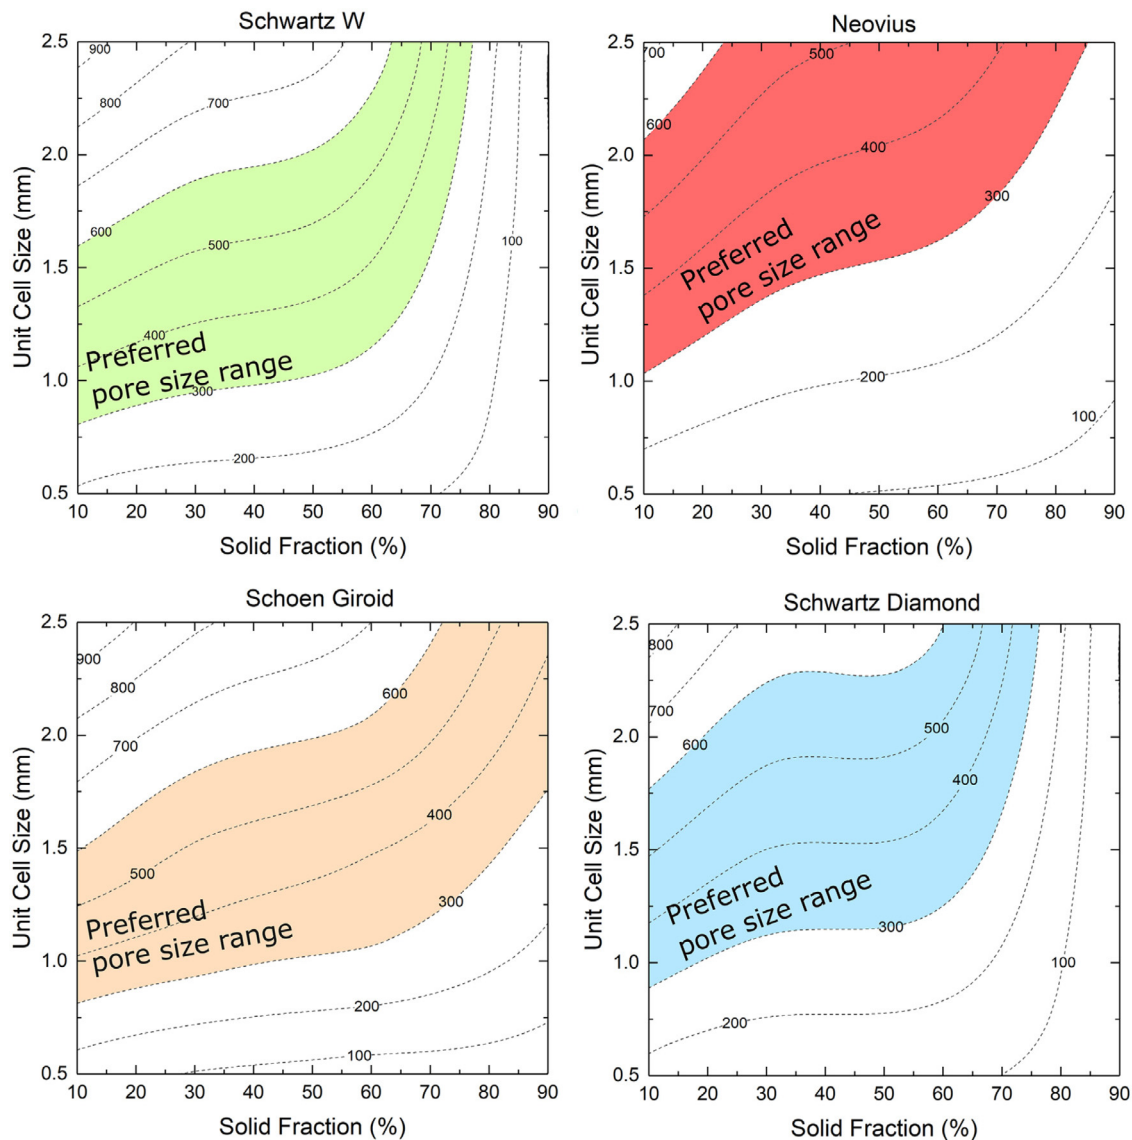 Schwartz W
Unit Cell Size (mm)
2.5
2.0
1.5
1.0
0.5
900
800
700
600
500
400
300
200
100
Preferred
pore size range
10 20 30 40 50 60 70 80 90
Solid Fraction (%)
Neovius
Unit Cell Size (mm)
2.5
2.0
1.5
1.0
0.5
700
600
500
400
300
200
100
Preferred
pore size range
10 20 30 40 50 60 70 80 90
Solid Fraction (%)
Schoen Giroid
Unit Cell Size (mm)
2.5
2.0
1.5
1.0
0.5
900
800
700
600
500
400
300
200
100
Preferred
pore size range
10 20 30 40 50 60 70 80 90
Solid Fraction (%)
Schwartz Diamond
Unit Cell Size (mm)
2.5
2.0
1.5
1.0
0.5
800
700
600
500
400
300
200
100
Preferred
pore size range
10 20 30 40 50 60 70 80 90
Solid Fraction (%)